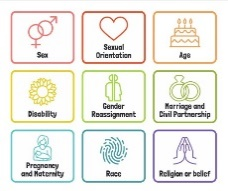 Sex
Sexual
Orientation
Age
Disability
Gender
Reassignment
Marriage and
Civil Partnership
Pregnancy
and Maternity
Race
Religion or belief